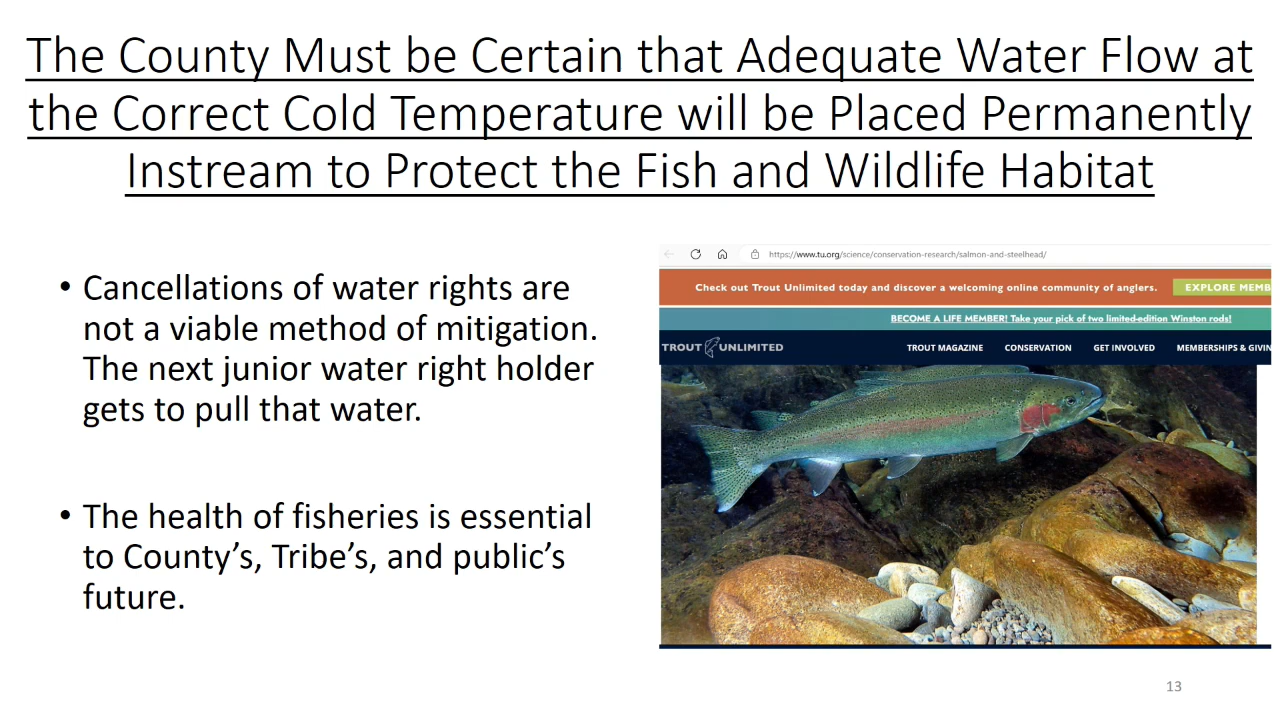 The County Must be Certain that Adequate Water Flow at
the Correct Cold Temperature will be Placed Permanently
Instream to Protect the Fish and Wildlife Habitat
• Cancellations of water rights are
not a viable method of mitigation.
The next junior water right holder
gets to pull that water.
• The health of fisheries is essential
to County’s, Tribe’s, and public’s
future.
https://www.tu.org/science/conservation-research/salmon-and-steelhead/
Check out Trout Unlimited today and discover a welcoming online community of anglers. EXPLORE MEMB
BECOME A LIFE MEMBER! Take your pick of two limited-edition Winston rods!
TROUT UNLIMITED TROUT MAGAZINE CONSERVATION GET INVOLVED MEMBERSHIPS & GIVIN
13